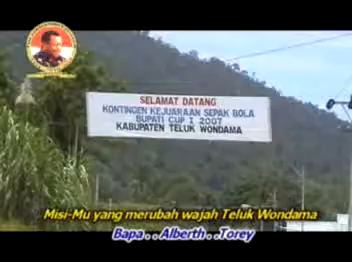 SELAMAT DATANG
KONTINGEN KEJUARAAN SEPAK BOLA
BUPATI CUP I 2007
KABUPATEN TELUK WONDAMA
Misi-Mu yang merubah wajah Teluk Wondama
Bapa . . Alberth . .Torey